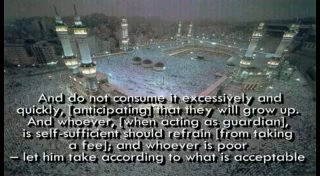 And do not consume it excessively and
quickly, [anticipating] that they will grow up.
And whoever, [when acting as guardian],
is self-sufficient should refrain [from taking
a fee]; and whoever is poor
– let him take according to what is acceptable